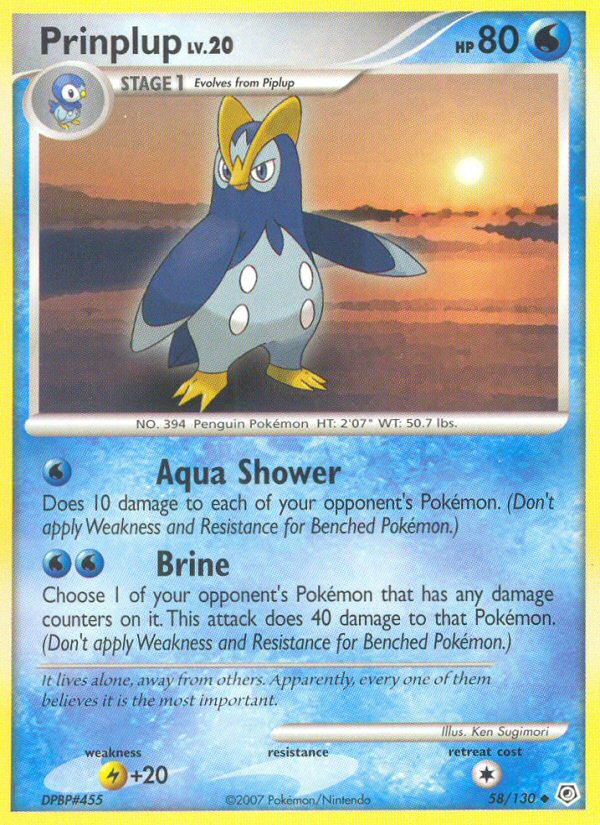 Prinplup LV.20 HP 80
STAGE 1 Evolves from Piplup
NO. 394 Penguin Pokémon HT: 2'07" WT: 50.7 lbs.
Aqua Shower
Does 10 damage to each of your opponent's Pokémon. (Don't
apply Weakness and Resistance for Benched Pokémon.)
Brine
Choose 1 of your opponent's Pokémon that has any damage
counters on it. This attack does 40 damage to that Pokémon.
(Don't apply Weakness and Resistance for Benched Pokémon.)
It lives alone, away from others. Apparently, every one of them
believes it is the most important.
Illus. Ken Sugimori
weakness resistance retreat cost
+20
DPBP#455 ©2007 Pokémon/Nintendo 58/130